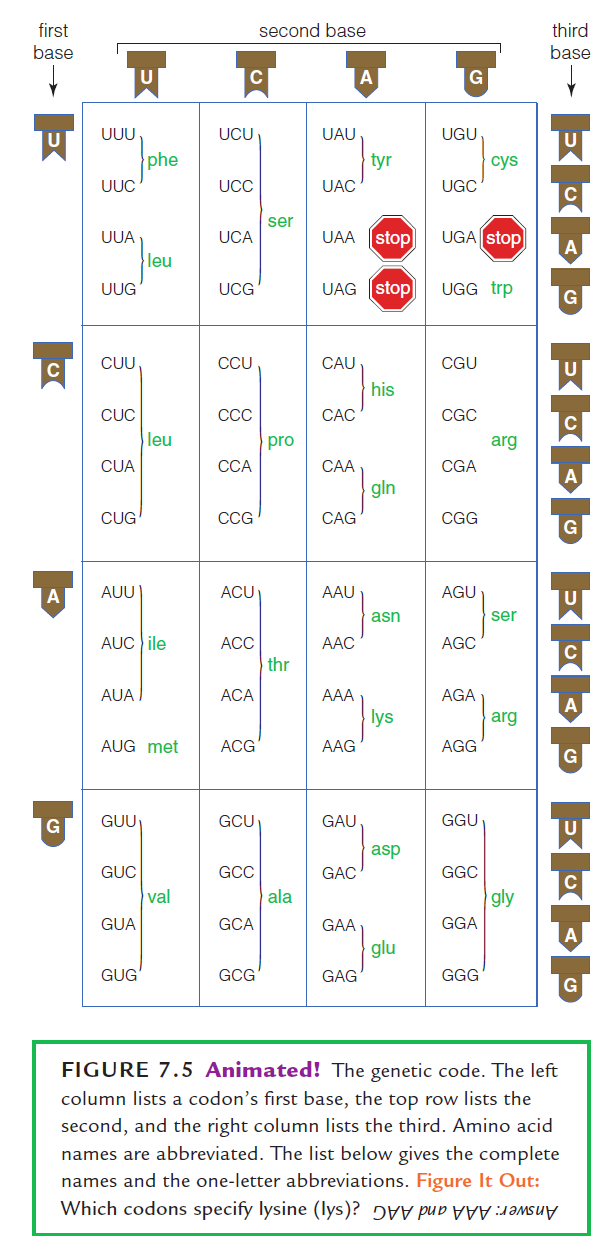 first base
second base
third base
U
C
A
G
U
UUU
UUC
phe
UUA
UUG
leu
UCU
UCC
UCA
UCG
ser
UAU
UAC
tyr
UAA stop
UAG stop
UGU
UGC
cys
UGA stop
UGG trp
U
C
A
G
C
CUU
CUC
CUA
CUG
leu
CCU
CCC
CCA
CCG
pro
CAU
CAC
his
CAA
CAG
gln
CGU
CGC
CGA
CGG
arg
U
C
A
G
A
AUU
AUC
AUA
ile
AUG met
ACU
ACC
ACA
ACG
thr
AAU
AAC
asn
AAA
AAG
lys
AGU
AGC
ser
AGA
AGG
arg
U
C
A
G
G
GUU
GUC
GUA
GUG
val
GCU
GCC
GCA
GCG
ala
GAU
GAC
asp
GAA
GAG
glu
GGU
GGC
GGA
GGG
gly
U
C
A
G
FIGURE 7.5 Animated! The genetic code. The left
column lists a codon's first base, the top row lists the
second, and the right column lists the third. Amino acid
names are abbreviated. The list below gives the complete
names and the one-letter abbreviations. Figure It Out:
Which codons specify lysine (lys)? Answer: AAA and AAG